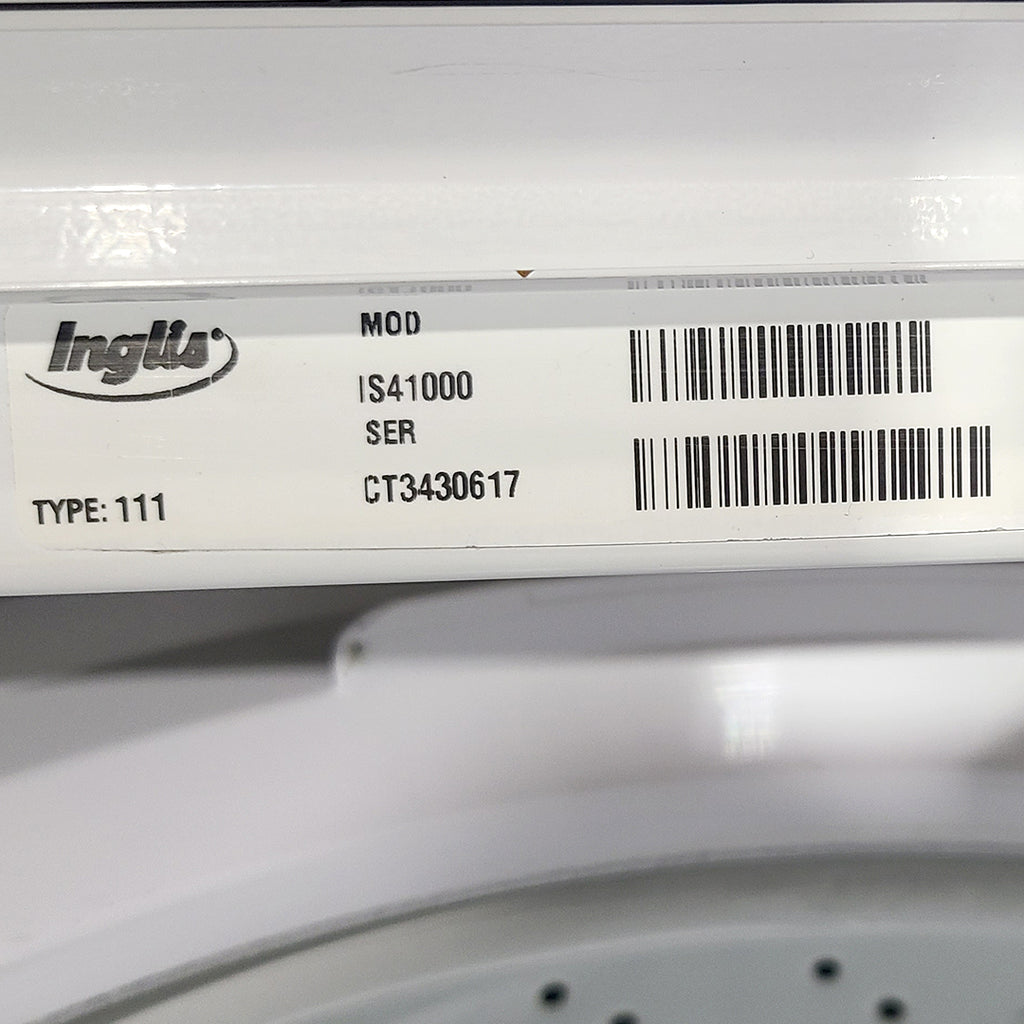 Inglis®
MOD
IS41000
SER
CT3430617
TYPE: 111